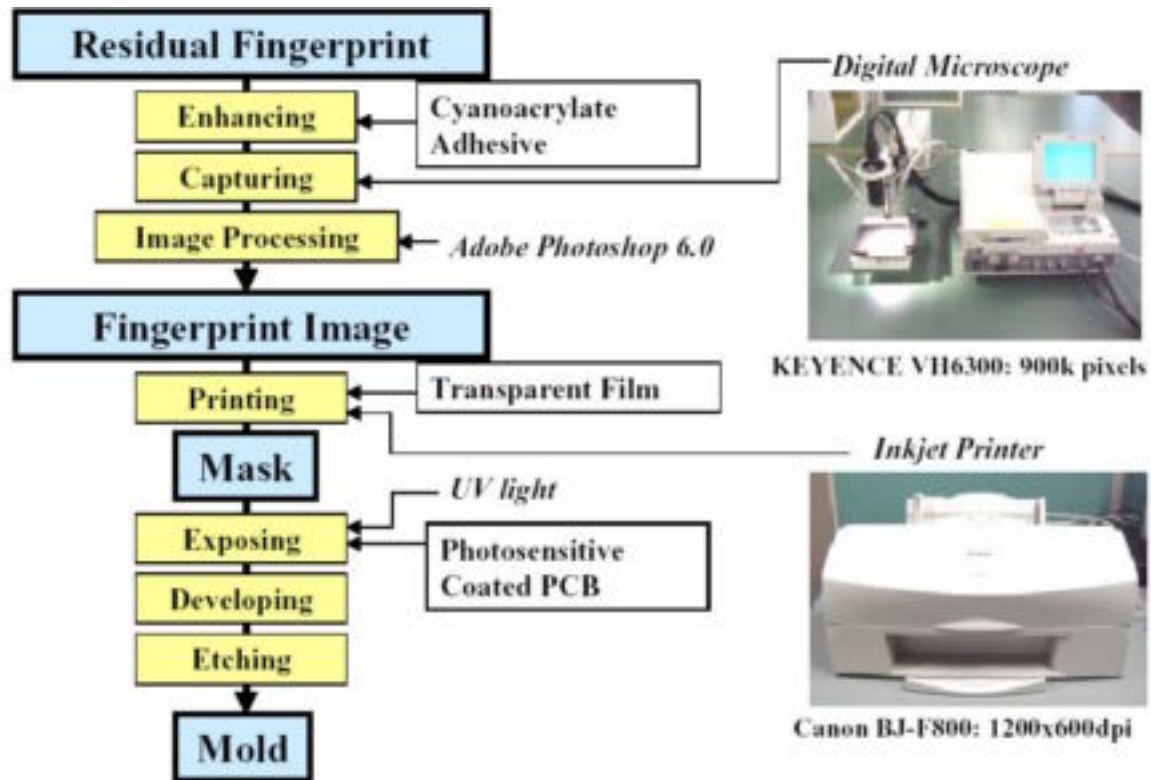 Residual Fingerprint
Digital Microscope
Enhancing
Cyanoacrylate
Adhesive
Capturing
Image Processing
Adobe Photoshop 6.0
Fingerprint Image
KEYENCE VH6300: 900k pixels
Printing
Transparent Film
Inkjet Printer
Mask
UV light
Exposing
Photosensitive
Coated PCB
Developing
Etching
Canon BJ-F800: 1200x600dpi
Mold